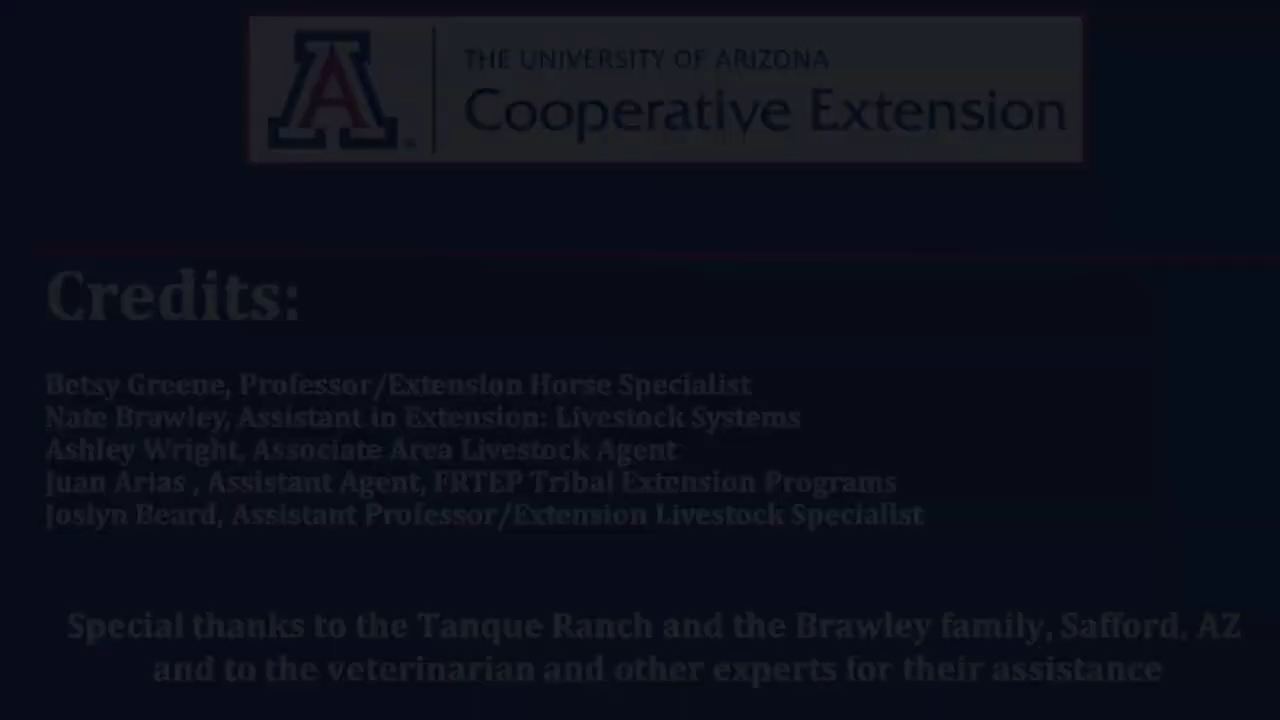 A
THE UNIVERSITY OF ARIZONA
Cooperative Extension
Credits:
Betsy Greene, Professor/Extension Horse Specialist
Nate Brawley, Assistant in Extension: Livestock Systems
Ashley Wright, Associate Area Livestock Agent
Juan Arias , Assistant Agent, FRTEP Tribal Extension Programs
Joslyn Beard, Assistant Professor/Extension Livestock Specialist
Special thanks to the Tanque Ranch and the Brawley family, Safford, AZ
and to the veterinarian and other experts for their assistance